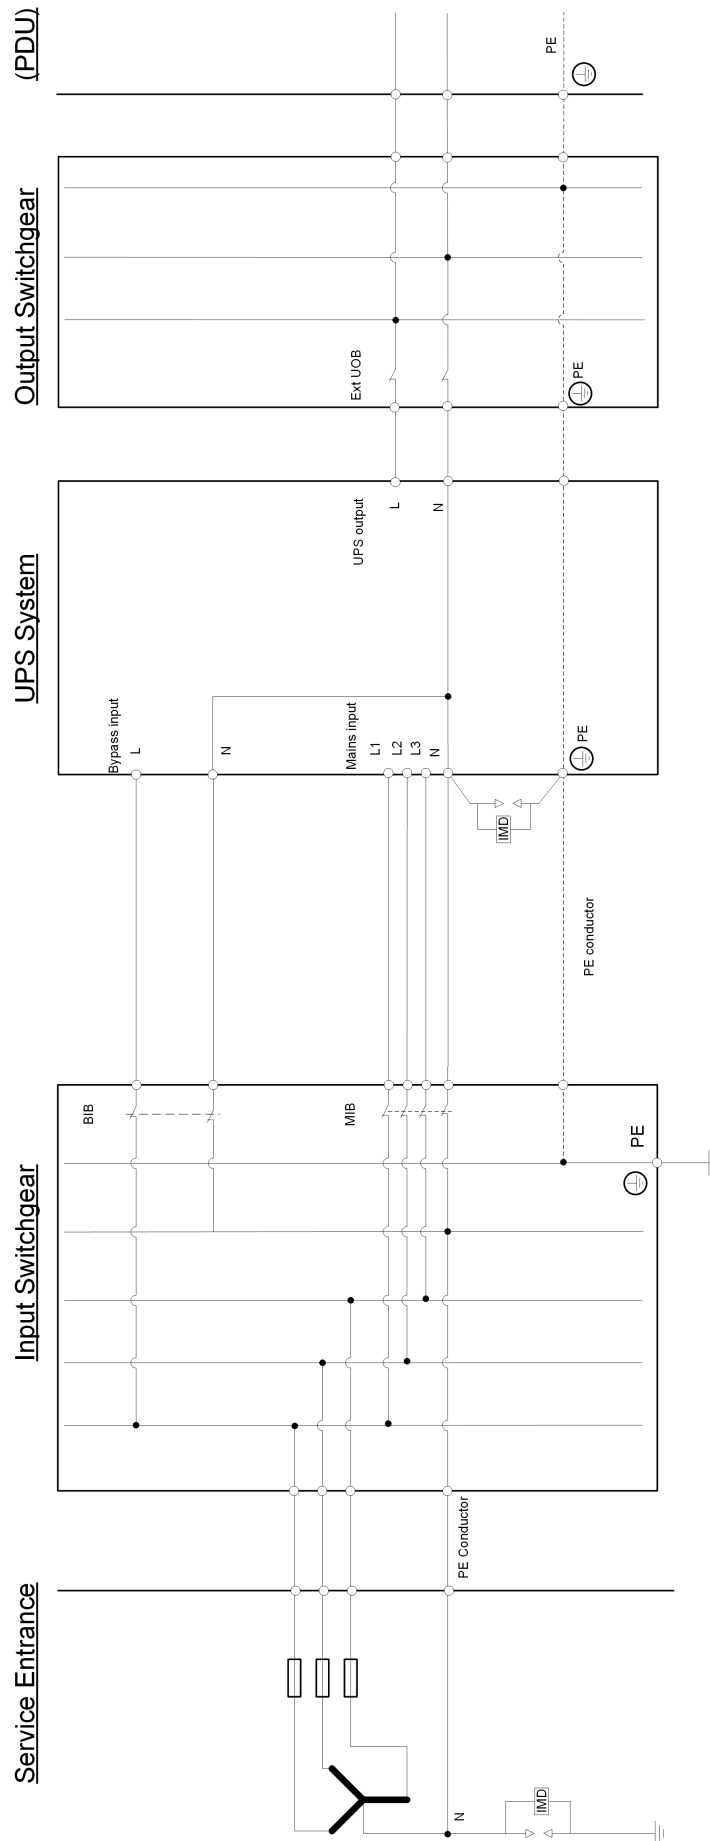 Service Entrance
N
IMD
PE Conductor
Input Switchgear
BIB
MIB
PE
PE conductor
UPS System
Bypass input
L
N
Mains input
L1
L2
L3
N
PE
IMD
UPS output
L
N
Output Switchgear
Ext UOB
PE
(PDU)
PE